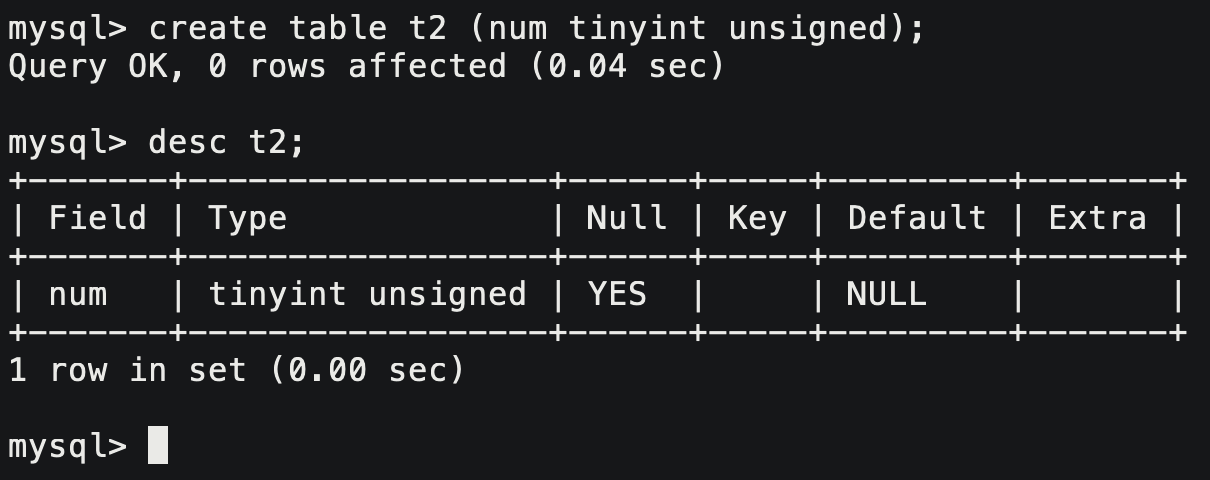 mysql> create table t2 (num tinyint unsigned);
Query OK, 0 rows affected (0.04 sec)

mysql> desc t2;
+-------+------------------+------+-----+---------+-------+
| Field | Type             | Null | Key | Default | Extra |
+-------+------------------+------+-----+---------+-------+
| num   | tinyint unsigned | YES  |     | NULL    |       |
+-------+------------------+------+-----+---------+-------+
1 row in set (0.00 sec)

mysql>